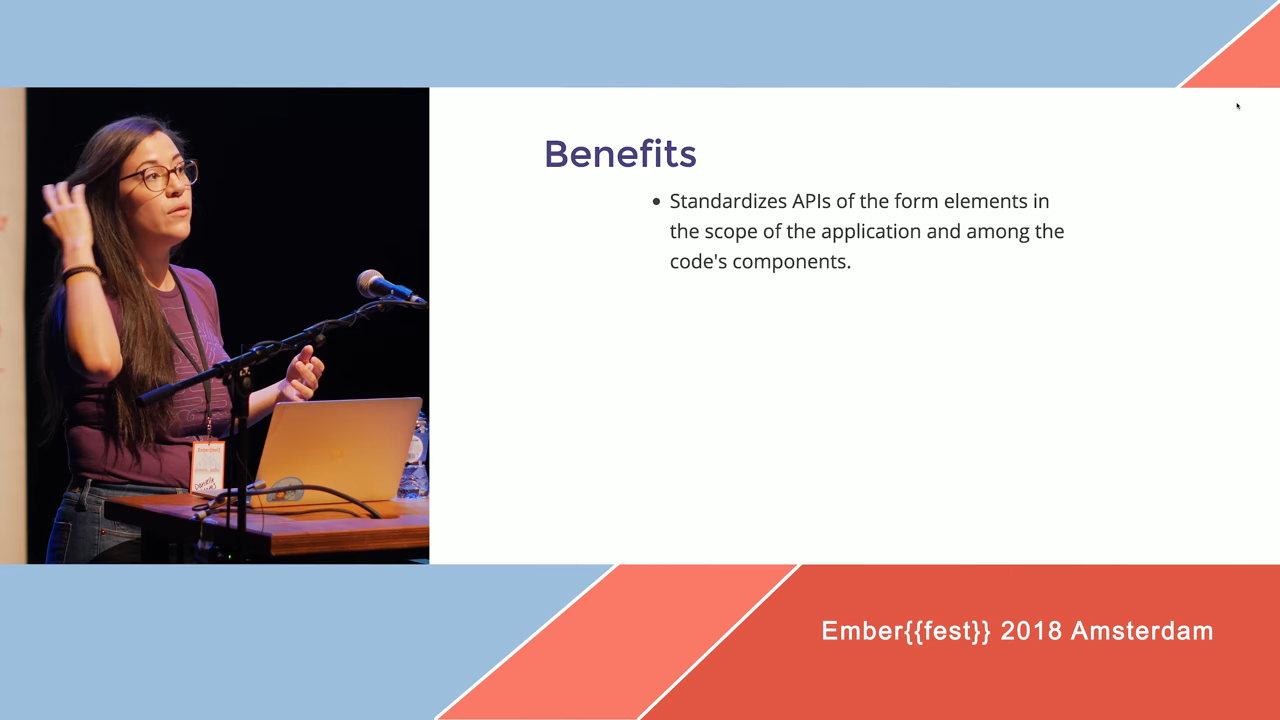 Benefits
• Standardizes APIs of the form elements in
the scope of the application and among the
code's components.
Ember{{fest}} 2018 Amsterdam